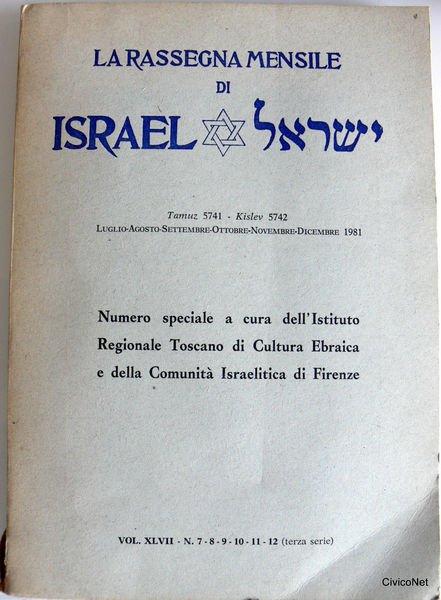 LA RASSEGNA MENSILE
DI
ISRAEL ישראל
Tamuz 5741 - Kislev 5742
LUGLIO-AGOSTO-SETTEMBRE-OTTOBRE-NOVEMBRE-DICEMBRE 1981
Numero speciale a cura dell'Istituto
Regionale Toscano di Cultura Ebraica
e della Comunità Israelitica di Firenze
VOL. XLVII - N. 7-8-9-10-11-12 (terza serie)
CivicoNet